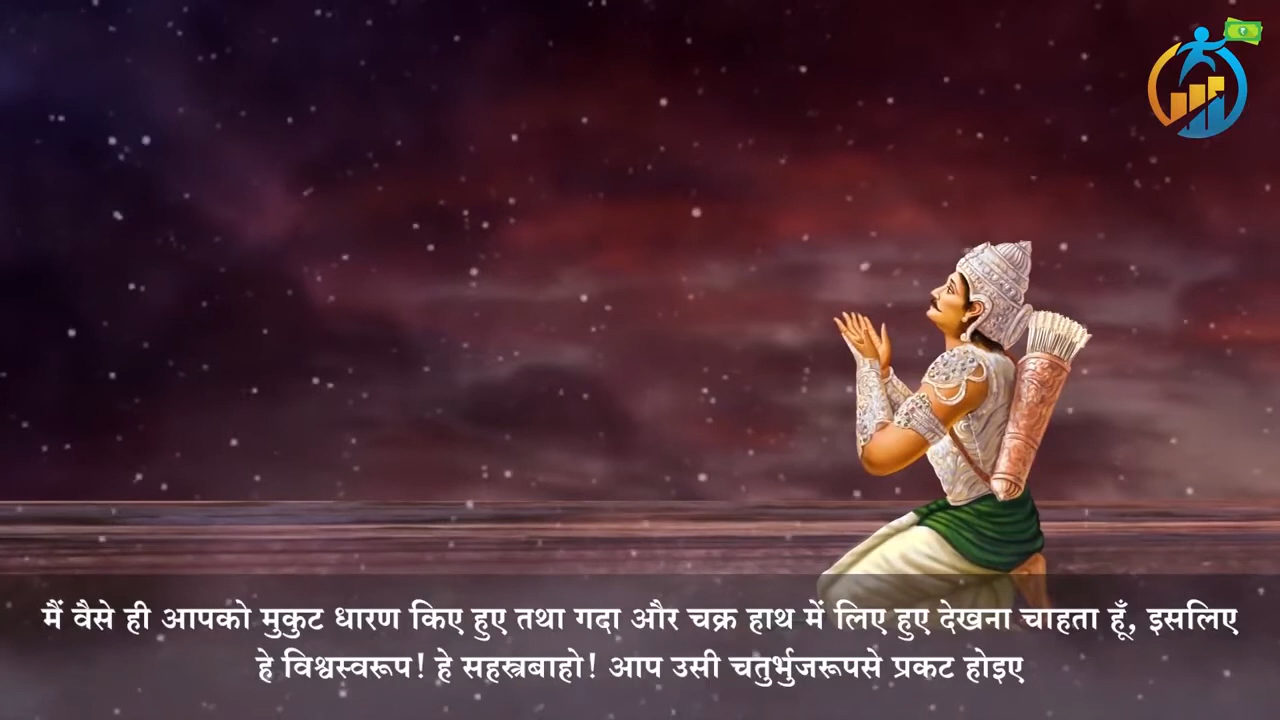 मैं वैसे ही आपको मुकुट धारण किए हुए तथा गदा और चक्र हाथ में लिए हुए देखना चाहता हूँ, इसलिए
हे विश्वस्वरूप! हे सहस्त्रबाहो! आप उसी चतुर्भुजरूपसे प्रकट होइए